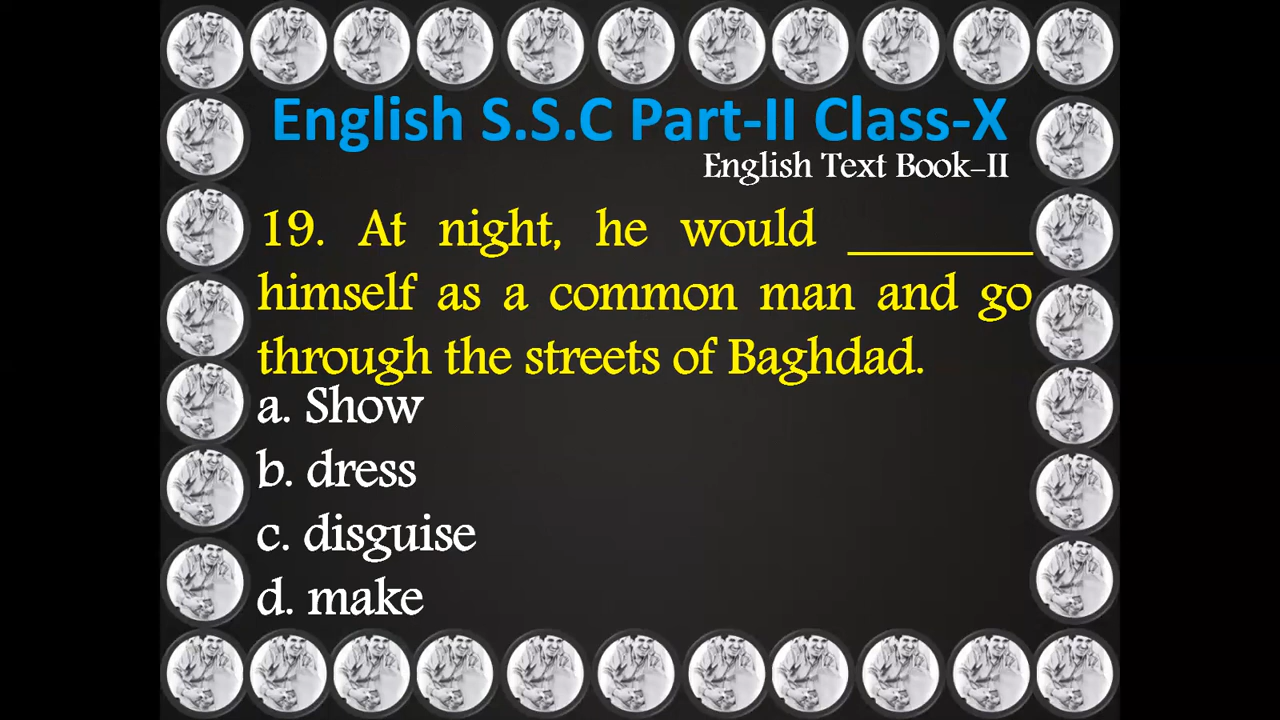 English S.S.C Part-II Class-X
English Text Book-II
19. At night, he would _______
himself as a common man and go
through the streets of Baghdad.
a. Show
b. dress
c. disguise
d. make